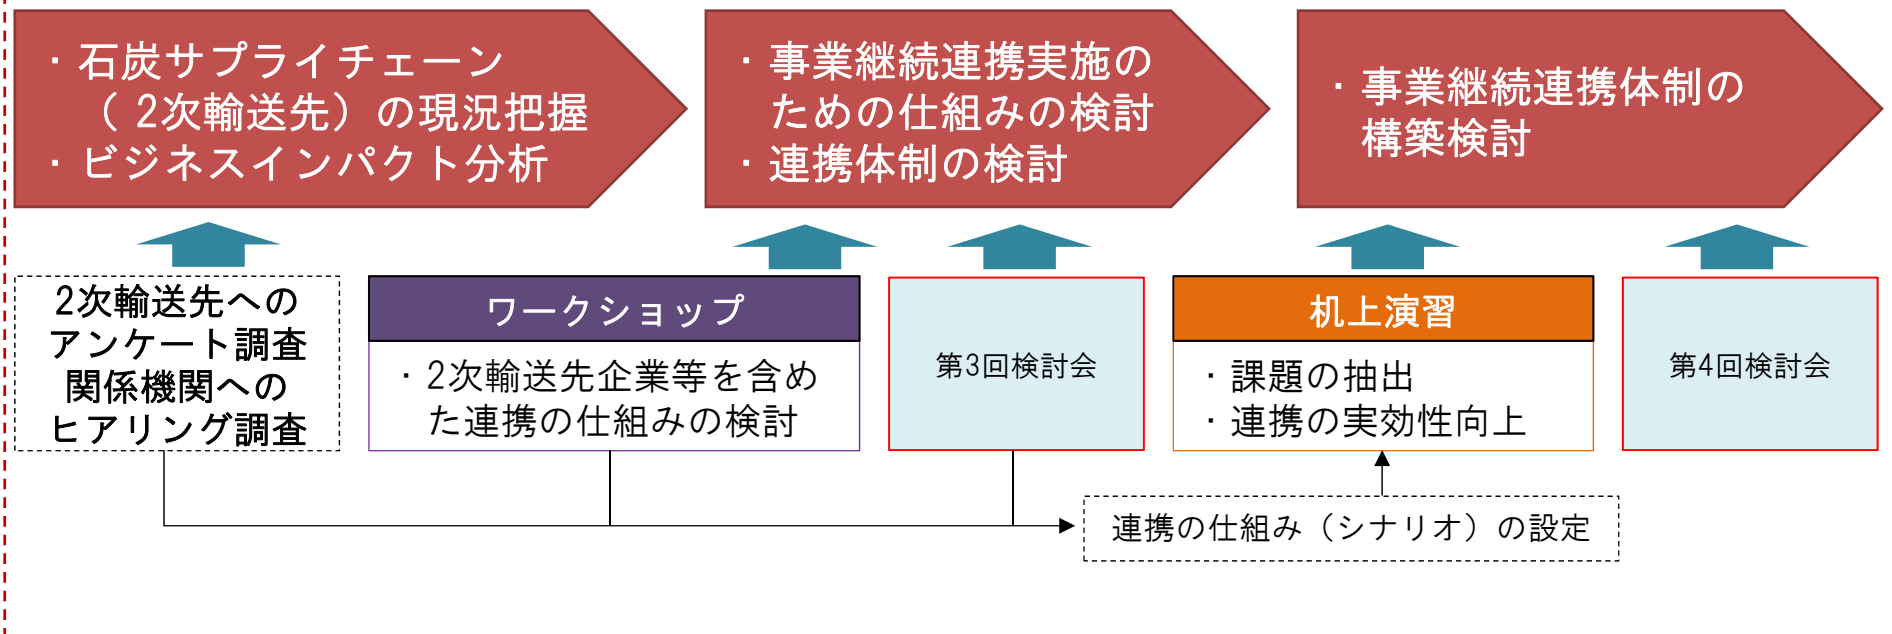 ・石炭サプライチェーン
（2次輸送先）の現況把握
・ビジネスインパクト分析
・事業継続連携実施の
ための仕組みの検討
・連携体制の検討
・事業継続連携体制の
構築検討
2次輸送先への
アンケート調査
関係機関への
ヒアリング調査
ワークショップ
・2次輸送先企業等を含め
た連携の仕組みの検討
第3回検討会
机上演習
・課題の抽出
・連携の実効性向上
第4回検討会
連携の仕組み（シナリオ）の設定